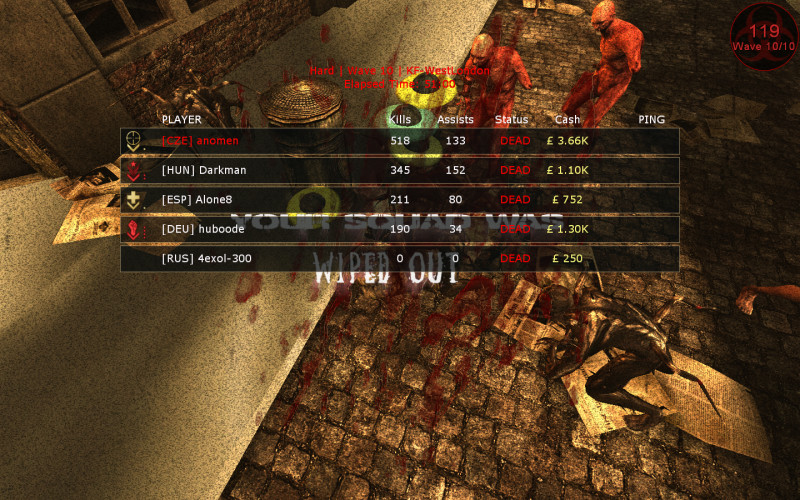 119
Wave 10/10
Hard | Wave 10 | KF-WestLondon
PLAYER Kills Assists Status Cash PING
[CZE] anomen 518 133 DEAD £ 3.66K
[HUN] Darkman 345 152 DEAD £ 1.10K
[ESP] Alone8 211 80 DEAD £ 752
YOUR SQUAD WAS
[DEU] huboode 190 34 DEAD £ 1.30K
[RUS] 4exol-300 0 0 DEAD £ 250
WIPED OUT
Elapsed Time: